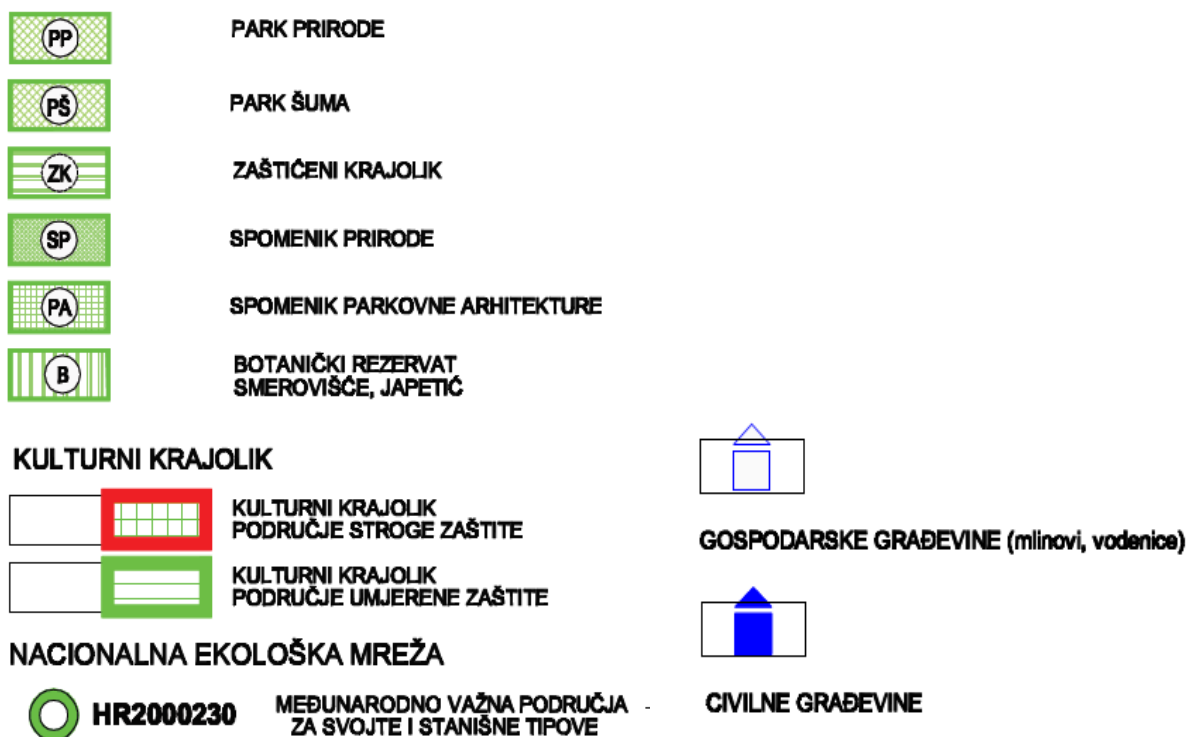 PP PARK PRIRODE
PŠ PARK ŠUMA
ZK ZAŠTIĆENI KRAJOLIK
SP SPOMENIK PRIRODE
PA SPOMENIK PARKOVNE ARHITEKTURE
B BOTANIČKI REZERVAT
SMEROVIŠĆE, JAPETIĆ
KULTURNI KRAJOLIK
KULTURNI KRAJOLIK
PODRUČJE STROGE ZAŠTITE
KULTURNI KRAJOLIK
PODRUČJE UMJERENE ZAŠTITE
NACIONALNA EKOLOŠKA MREŽA
HR2000230 MEĐUNARODNO VAŽNA PODRUČJA -
ZA SVOJTE I STANIŠNE TIPOVE
GOSPODARSKE GRAĐEVINE (mlinovi, vodenice)
CIVILNE GRAĐEVINE